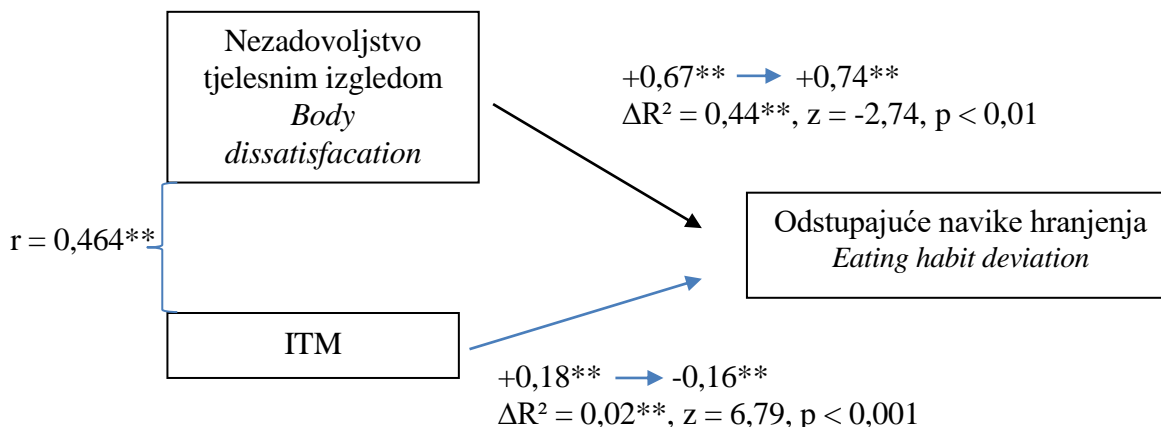 Nezadovoljstvo
tjelesnim izgledom
Body
dissatisfacation
+0,67** +0,74**
ΔR² = 0,44**, z = -2,74, p < 0,01
r = 0,464**
Odstupajuće navike hranjenja
Eating habit deviation
ITM
+0,18** -0,16**
ΔR² = 0,02**, z = 6,79, p < 0,001